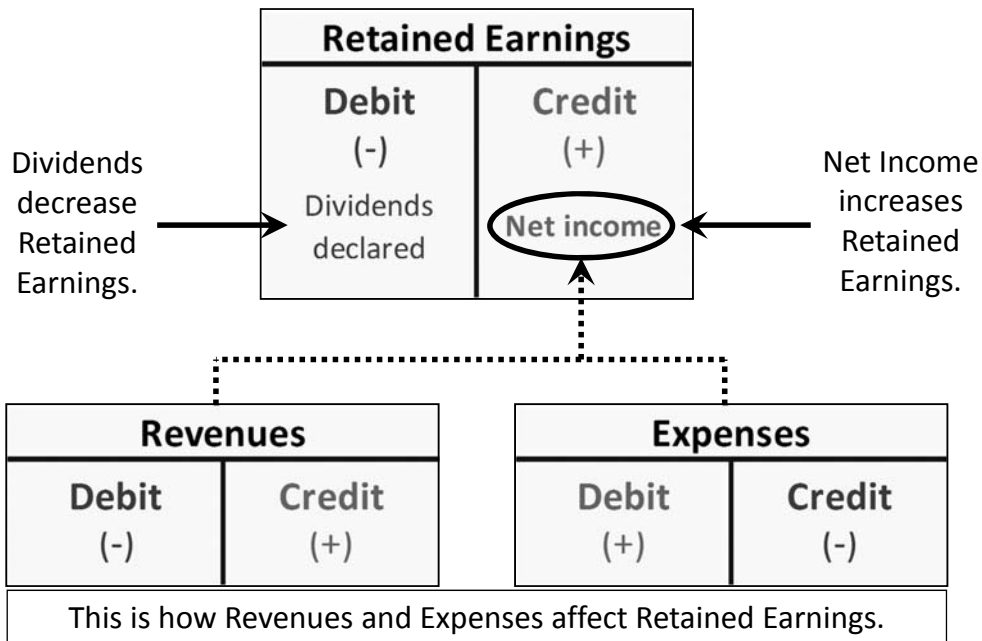 Retained Earnings
Debit
(-)
Dividends
declared
Credit
(+)
Net income
Dividends
decrease
Retained
Earnings.
Net Income
increases
Retained
Earnings.
Revenues
Debit
(-)
Credit
(+)
Expenses
Debit
(+)
Credit
(-)
This is how Revenues and Expenses affect Retained Earnings.